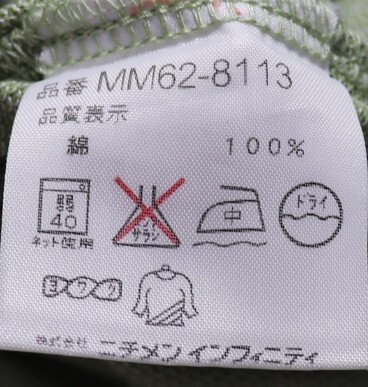 品番 MM62-8113
品質表示
綿 100%
弱 中 ドライ
40 サラシ
ネット使用
ヨワク
株式会社 ニチメンインフィニティ